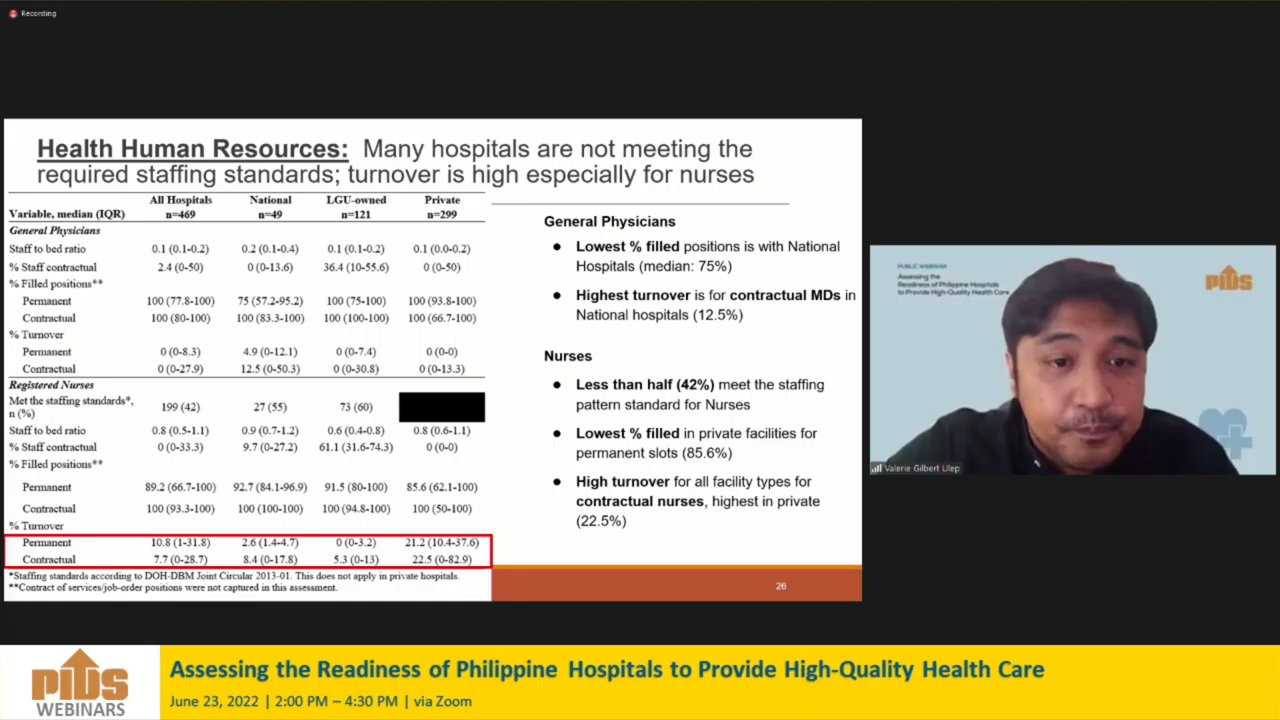 Recording
Health Human Resources: Many hospitals are not meeting the
required staffing standards; turnover is high especially for nurses
Variable, median (IQR) All Hospitals n=469 National n=49 LGU-owned n=121 Private n=299
General Physicians
Staff to bed ratio 0.1 (0.1-0.2) 0.2 (0.1-0.4) 0.1 (0.1-0.2) 0.1 (0.0-0.2)
% Staff contractual 2.4 (0-50) 0 (0-13.6) 36.4 (10-55.6) 0 (0-50)
% Filled positions**
Permanent 100 (77.8-100) 75 (57.2-95.2) 100 (75-100) 100 (93.8-100)
Contractual 100 (80-100) 100 (83.3-100) 100 (100-100) 100 (66.7-100)
% Turnover
Permanent 0 (0-8.3) 4.9 (0-12.1) 0 (0-7.4) 0 (0-0)
Contractual 0 (0-27.9) 12.5 (0-50.3) 0 (0-30.8) 0 (0-13.3)
Registered Nurses
Met the staffing standards*, n (%) 199 (42) 27 (55) 73 (60)
Staff to bed ratio 0.8 (0.5-1.1) 0.9 (0.7-1.2) 0.6 (0.4-0.8) 0.8 (0.6-1.1)
% Staff contractual 0 (0-33.3) 9.7 (0-27.2) 61.1 (31.6-74.3) 0 (0-0)
% Filled positions**
Permanent 89.2 (66.7-100) 92.7 (84.1-96.9) 91.5 (80-100) 85.6 (62.1-100)
Contractual 100 (93.3-100) 100 (100-100) 100 (94.8-100) 100 (50-100)
% Turnover
Permanent 10.8 (1-31.8) 2.6 (1.4-4.7) 0 (0-3.2) 21.2 (10.4-37.6)
Contractual 7.7 (0-28.7) 8.4 (0-17.8) 5.3 (0-13) 22.5 (0-82.9)
*Staffing standards according to DOH-DBM Joint Circular 2013-01. This does not apply in private hospitals.
**Contract of services/job-order positions were not captured in this assessment.
General Physicians
● Lowest % filled positions is with National
Hospitals (median: 75%)
● Highest turnover is for contractual MDs in
National hospitals (12.5%)
Nurses
● Less than half (42%) meet the staffing
pattern standard for Nurses
● Lowest % filled in private facilities for
permanent slots (85.6%)
● High turnover for all facility types for
contractual nurses, highest in private
(22.5%)
26
PUBLIC WEBINAR
Assessing the
Readiness of Philippine Hospitals
to Provide High-Quality Health Care
PIDS
Valerie Gilbert Ulep
PIDS
WEBINARS
Assessing the Readiness of Philippine Hospitals to Provide High-Quality Health Care
June 23, 2022 | 2:00 PM – 4:30 PM | via Zoom